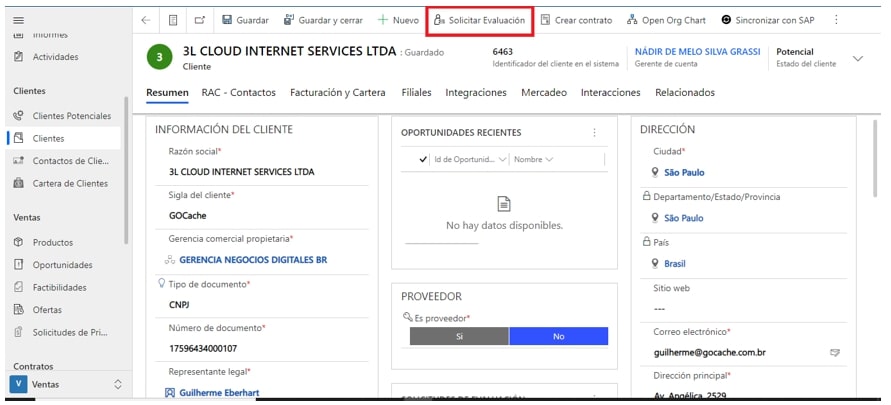 Guardar
Guardar y cerrar
Nuevo
Solicitar Evaluación
Crear contrato
Open Org Chart
Sincronizar con SAP
Informes
Actividades
Clientes
Clientes Potenciales
Clientes
Contactos de Clie...
Cartera de Clientes
Ventas
Productos
Oportunidades
Factibilidades
Ofertas
Solicitudes de Pri...
Contratos
V Ventas
3
3L CLOUD INTERNET SERVICES LTDA : Guardado
Cliente
6463
Identificador del cliente en el sistema
NÁDIR DE MELO SILVA GRASSI
Gerente de cuenta
Potencial
Estado del cliente
Resumen RAC - Contactos Facturación y Cartera Filiales Integraciones Mercadeo Interacciones Relacionados
INFORMACIÓN DEL CLIENTE
Razón social*
3L CLOUD INTERNET SERVICES LTDA
Sigla del cliente*
GOCache
Gerencia comercial propietaria*
GERENCIA NEGOCIOS DIGITALES BR
Tipo de documento*
CNPJ
Número de documento*
17596434000107
Representante legal*
Guilherme Eberhart
OPORTUNIDADES RECIENTES
Id de Oportunid... Nombre
No hay datos disponibles.
PROVEEDOR
Es proveedor*
Si No
SOLICITUDES DE EVALUACIÓN
DIRECCIÓN
Ciudad*
São Paulo
Departamento/Estado/Provincia
São Paulo
País
Brasil
Sitio web
---
Correo electrónico*
guilherme@gocache.com.br
Dirección principal*
Av. Angélica, 2529